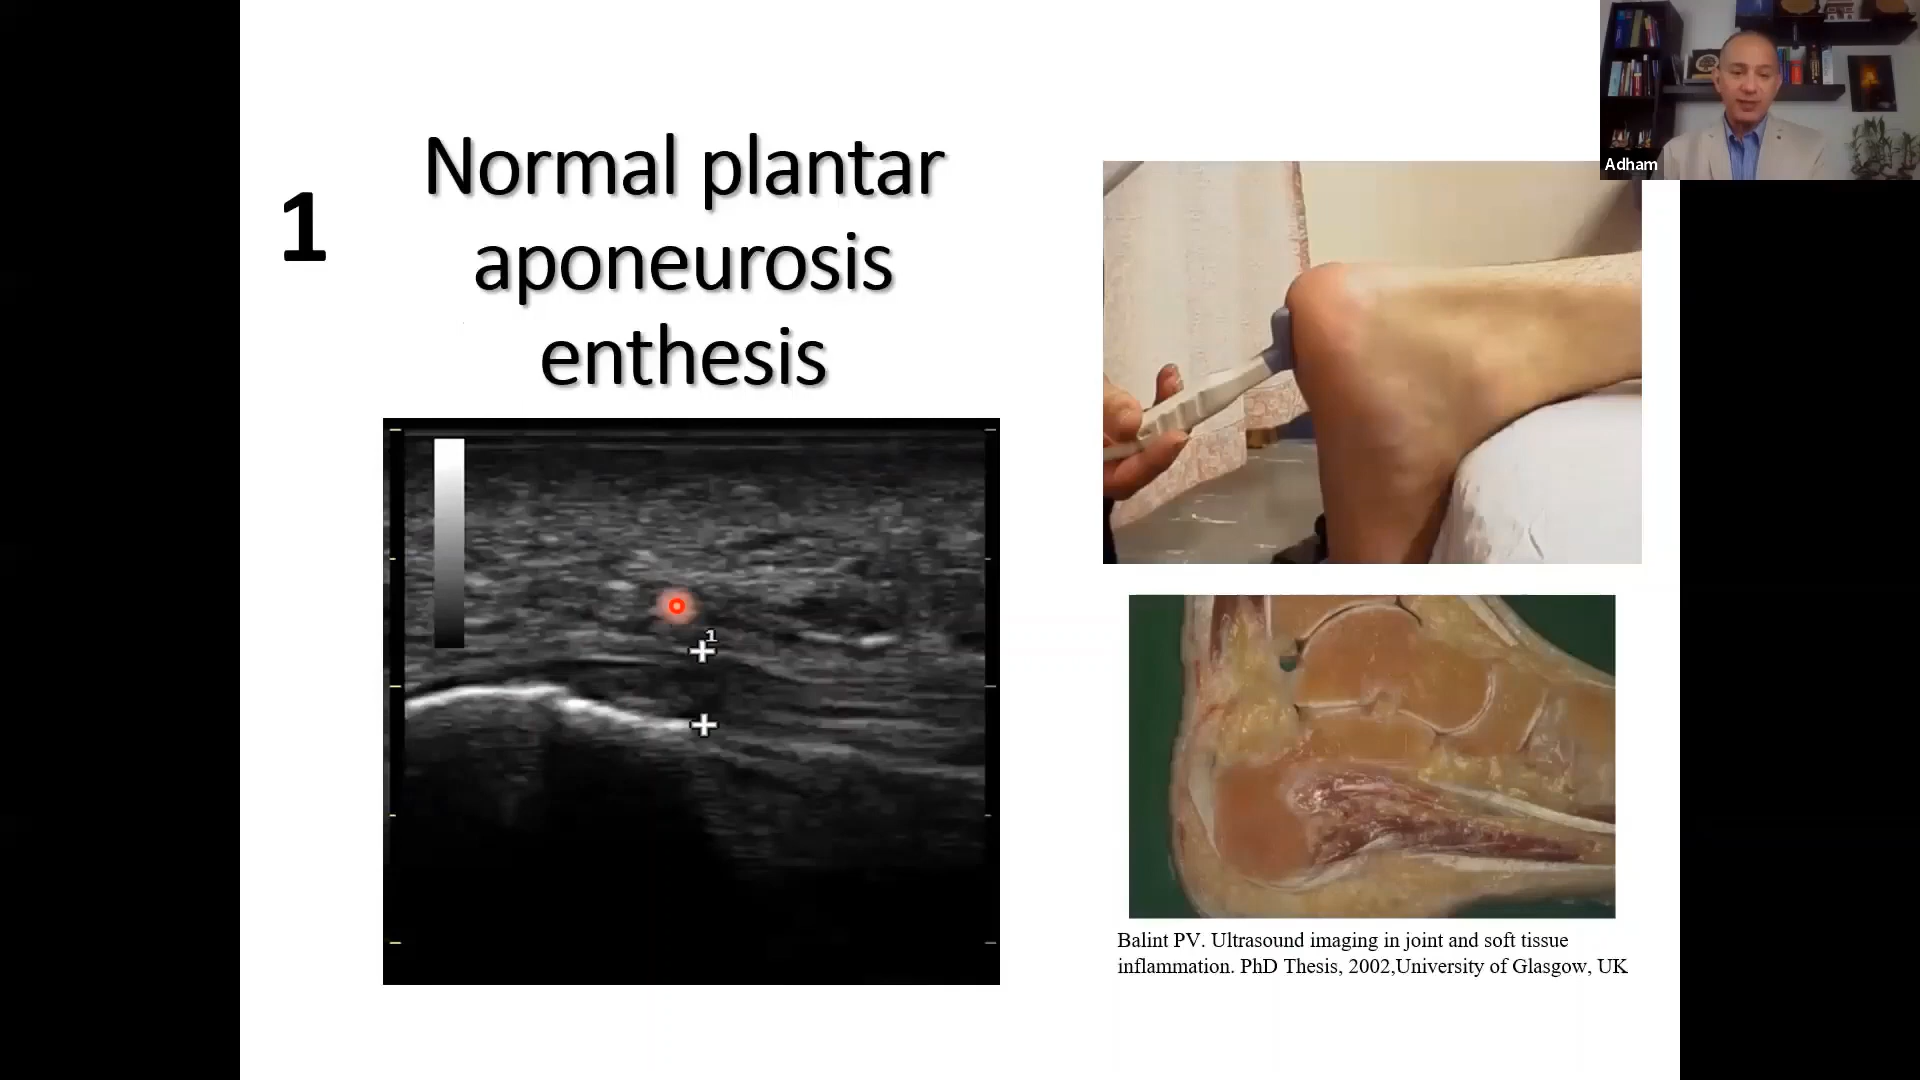 1
Normal plantar
aponeurosis
enthesis
1
Adham
Balint PV. Ultrasound imaging in joint and soft tissue
inflammation. PhD Thesis, 2002,University of Glasgow, UK